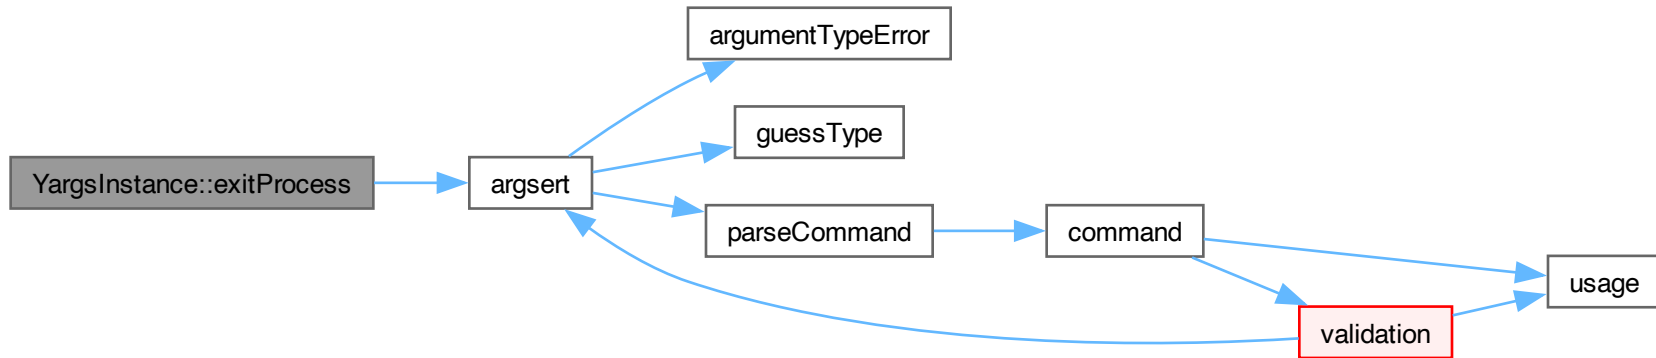 argumentTypeError
guessType
YargsInstance::exitProcess
argsert
parseCommand
command
usage
validation